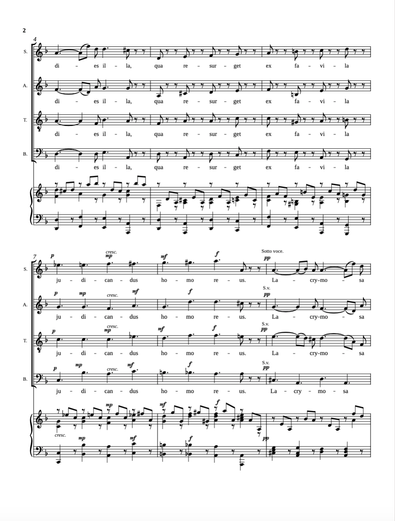 2
4
S.
di – es il – la, qua re – sur – get ex fa – vi – la
A.
di – es il – la, qua re – sur – get ex fa – vi – la
T.
di – es il – la, qua re – sur – get ex fa – vi – la
B.
di – es il – la, qua re – sur – get ex fa – vi – la
7
p mp cresc. mf f Sotto voce. pp
S.
ju – di – can – dus ho – mo re – us. La – cry – mo – sa
p mp cresc. mf f S.v. pp
A.
ju – di – can – dus ho – mo re – us. La – cry – mo – sa
p mp cresc. mf f S.v. pp
T.
ju – di – can – dus ho – mo re – us. La – cry – mo – sa
p mp cresc. mf f S.v. pp
B.
ju – di – can – dus ho – mo re – us. La – cry – mo – sa
p cresc. mp mf f pp